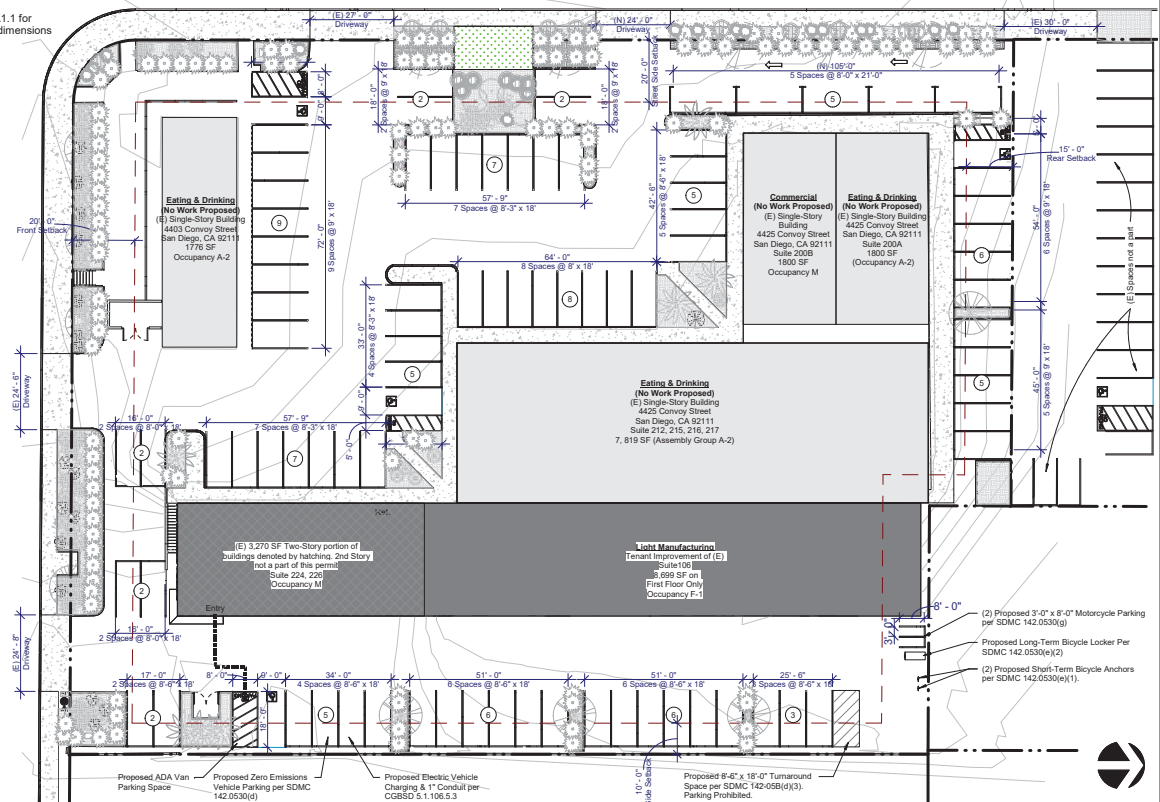 .1.1 for
dimensions
(E) 27' - 0"
Driveway
(N) 24' - 0"
Driveway
(E) 30' - 0"
Driveway
(N) 105'-0"
5 Spaces @ 8'-0" x 21'-0"
20' - 0"
Street Side Setback
18' - 0"
2 Spaces @ 9' x 18'
2
2
18' - 0"
2 Spaces @ 9' x 18'
5
9' - 0"
7
57' - 9"
7 Spaces @ 8'-3" x 18'
5
42' - 6"
5 Spaces @ 8'-6" x 18'
15' - 0"
Rear Setback
20' - 0"
Front Setback
Eating & Drinking
(No Work Proposed)
(E) Single-Story Building
4403 Convoy Street
San Diego, CA 92111
1776 SF
Occupancy A-2
9
72' - 0"
9 Spaces @ 9' x 18'
Commercial
(No Work Proposed)
(E) Single-Story
Building
4425 Convoy Street
San Diego, CA 92111
Suite 200B
1800 SF
Occupancy M
Eating & Drinking
(No Work Proposed)
(E) Single-Story Building
4425 Convoy Street
San Diego, CA 92111
Suite 200A
1800 SF
(Occupancy A-2)
6
54' - 0"
6 Spaces @ 9' x 18'
(E) Spaces not a part
64' - 0"
8 Spaces @ 8' x 18'
8
33' - 0"
4 Spaces @ 8'-3" x 18'
5
9' - 0"
5' - 0"
5
45' - 0"
5 Spaces @ 9' x 18'
Eating & Drinking
(No Work Proposed)
(E) Single-Story Building
4425 Convoy Street
San Diego, CA 92111
Suite 212, 215, 216, 217
7, 819 SF (Assembly Group A-2)
(E) 24' - 6"
Driveway
16' - 0"
2 Spaces @ 8'-0" x 18'
2
57' - 9"
7 Spaces @ 8'-3" x 18'
7
(E) 3,270 SF Two-Story portion of
buildings denoted by hatching. 2nd Story
not a part of this permit
Suite 224, 226
Occupancy M
Light Manufacturing
Tenant Improvement of (E)
Suite106
8,699 SF on
First Floor Only
Occupancy F-1
2
16' - 0"
2 Spaces @ 8'-0" x 18'
Entry
(E) 24' - 8"
Driveway
8' - 0"
3' - 0"
(2) Proposed 3'-0" x 8'-0" Motorcycle Parking
per SDMC 142.0530(g)
Proposed Long-Term Bicycle Locker Per
SDMC 142.0530(e)(2)
(2) Proposed Short-Term Bicycle Anchors
per SDMC 142.0530(e)(1).
17' - 0"
2 Spaces @ 8'-6" x 18'
8' - 0"
9' - 0"
34' - 0"
4 Spaces @ 8'-6" x 18'
51' - 0"
6 Spaces @ 8'-6" x 18'
51' - 0"
6 Spaces @ 8'-6" x 18'
25' - 6"
Spaces @ 8'-6" x 18'
2
18' - 0"
5
6
6
3
10' - 0"
Side Setback
Proposed ADA Van
Parking Space
Proposed Zero Emissions
Vehicle Parking per SDMC
142.0530(d)
Proposed Electric Vehicle
Charging & 1" Conduit per
CGBSD 5.1.106.5.3
Proposed 8'-6" x 18'-0" Turnaround
Space per SDMC 142-05B(d)(3).
Parking Prohibited.